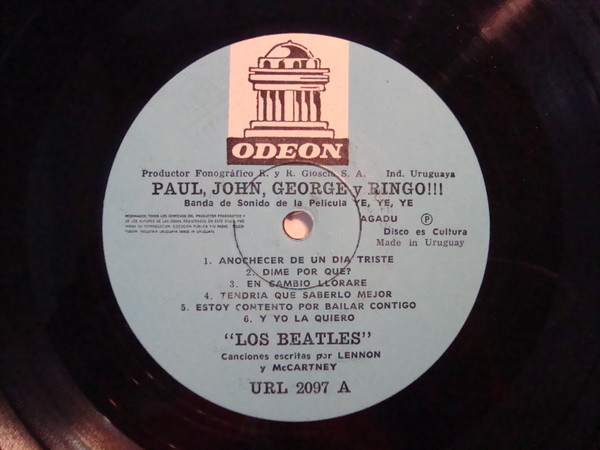 ODEON
Productor Fonográfico R. y R. Gioscia S. A. Ind. Uruguaya
PAUL, JOHN, GEORGE y RINGO!!!
Banda de Sonido de la Película YE, YE, YE
AGADU Ⓟ
Disco es Cultura
Made in Uruguay
1. ANOCHECER DE UN DIA TRISTE
2. DIME POR QUE?
3. EN CAMBIO LLORARE
4. TENDRIA QUE SABERLO MEJOR
5. ESTOY CONTENTO POR BAILAR CONTIGO
6. Y YO LA QUIERO
"LOS BEATLES"
Canciones escritas por LENNON
y McCARTNEY
URL 2097 A